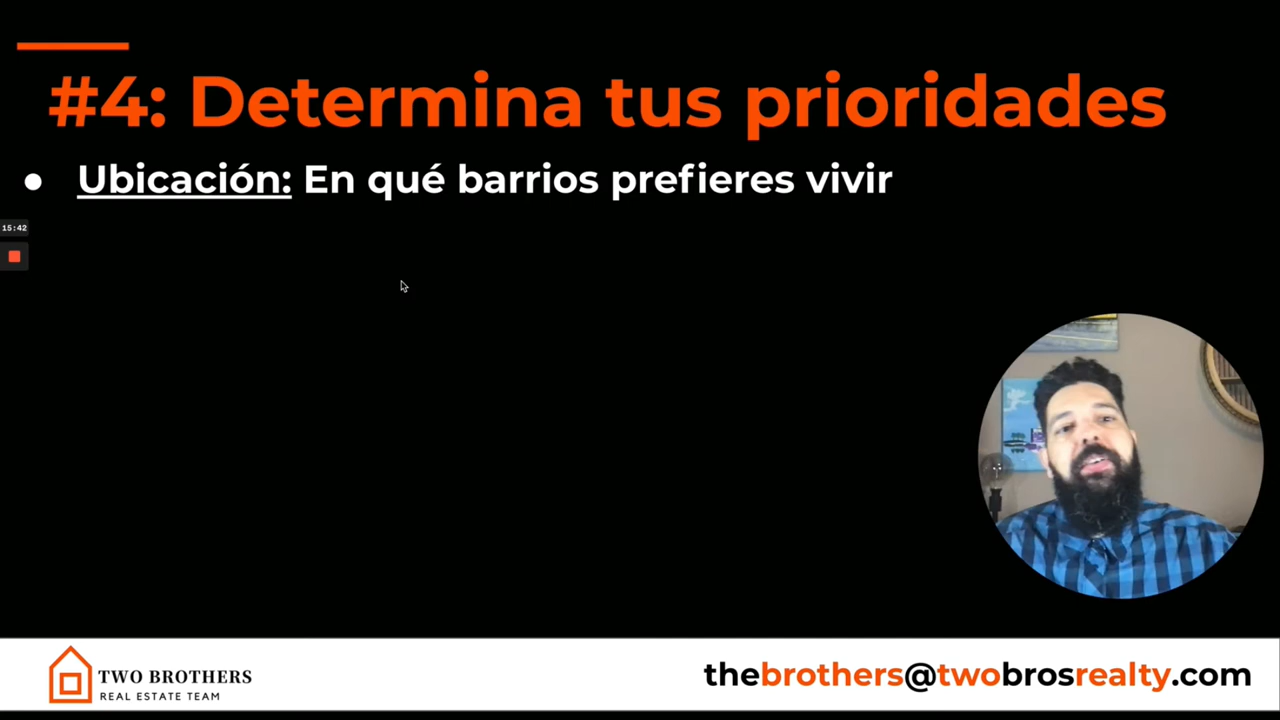 #4: Determina tus prioridades
● Ubicación: En qué barrios prefieres vivir
15:42
TWO BROTHERS
REAL ESTATE TEAM
thebrothers@twobrosrealty.com